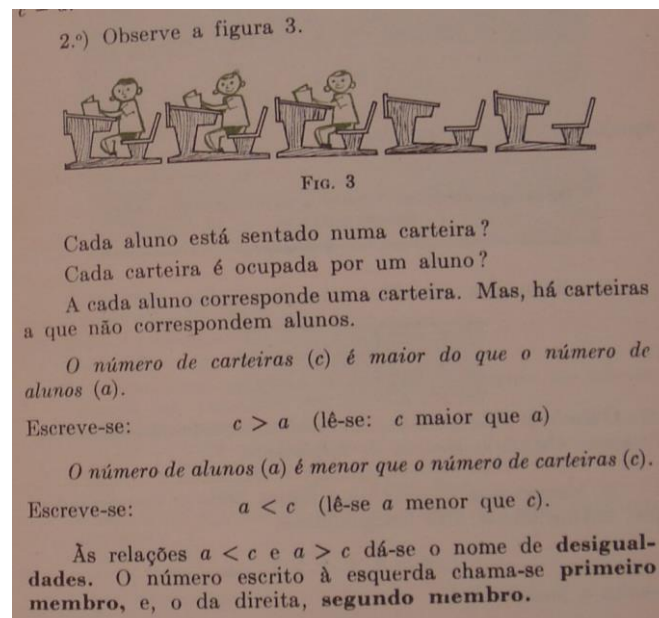 2.º) Observe a figura 3.
FIG. 3
Cada aluno está sentado numa carteira?
Cada carteira é ocupada por um aluno?
A cada aluno corresponde uma carteira. Mas, há carteiras
a que não correspondem alunos.
O número de carteiras (c) é maior do que o número de
alunos (a).
Escreve-se: c > a (lê-se: c maior que a)
O número de alunos (a) é menor que o número de carteiras (c).
Escreve-se: a < c (lê-se a menor que c).
Às relações a < c e a > c dá-se o nome de desigual-
dades. O número escrito à esquerda chama-se primeiro
membro, e, o da direita, segundo membro.